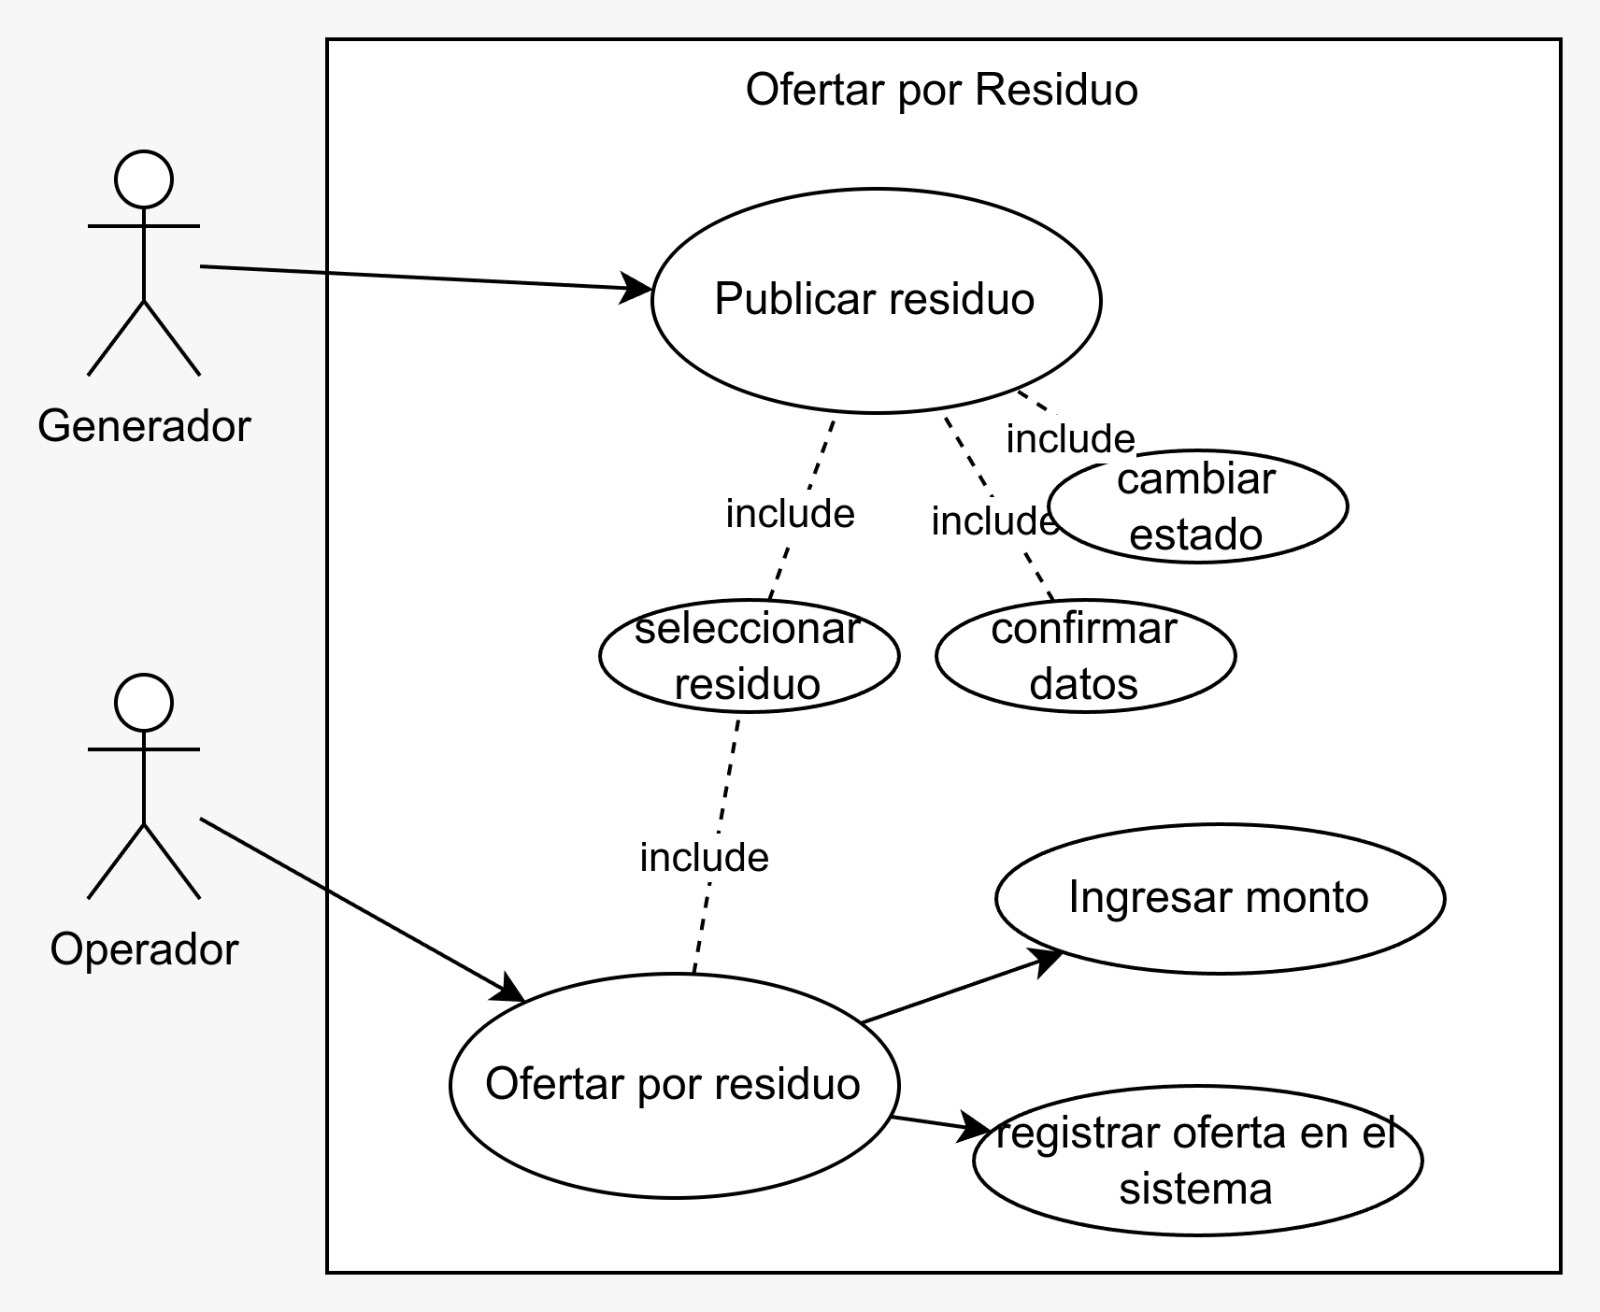 Ofertar por Residuo
Publicar residuo
Generador
include
cambiar
estado
include
include
seleccionar
residuo
confirmar
datos
include
Ingresar monto
Operador
Ofertar por residuo
registrar oferta en el
sistema